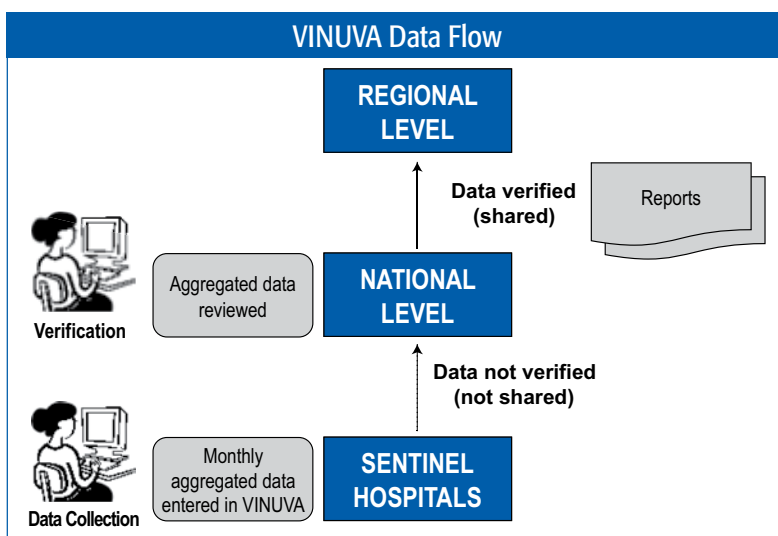 VINUVA Data Flow
REGIONAL
LEVEL
Data verified
(shared)
Reports
Verification
Aggregated data
reviewed
NATIONAL
LEVEL
Data not verified
(not shared)
Data Collection
Monthly
aggregated data
entered in VINUVA
SENTINEL
HOSPITALS